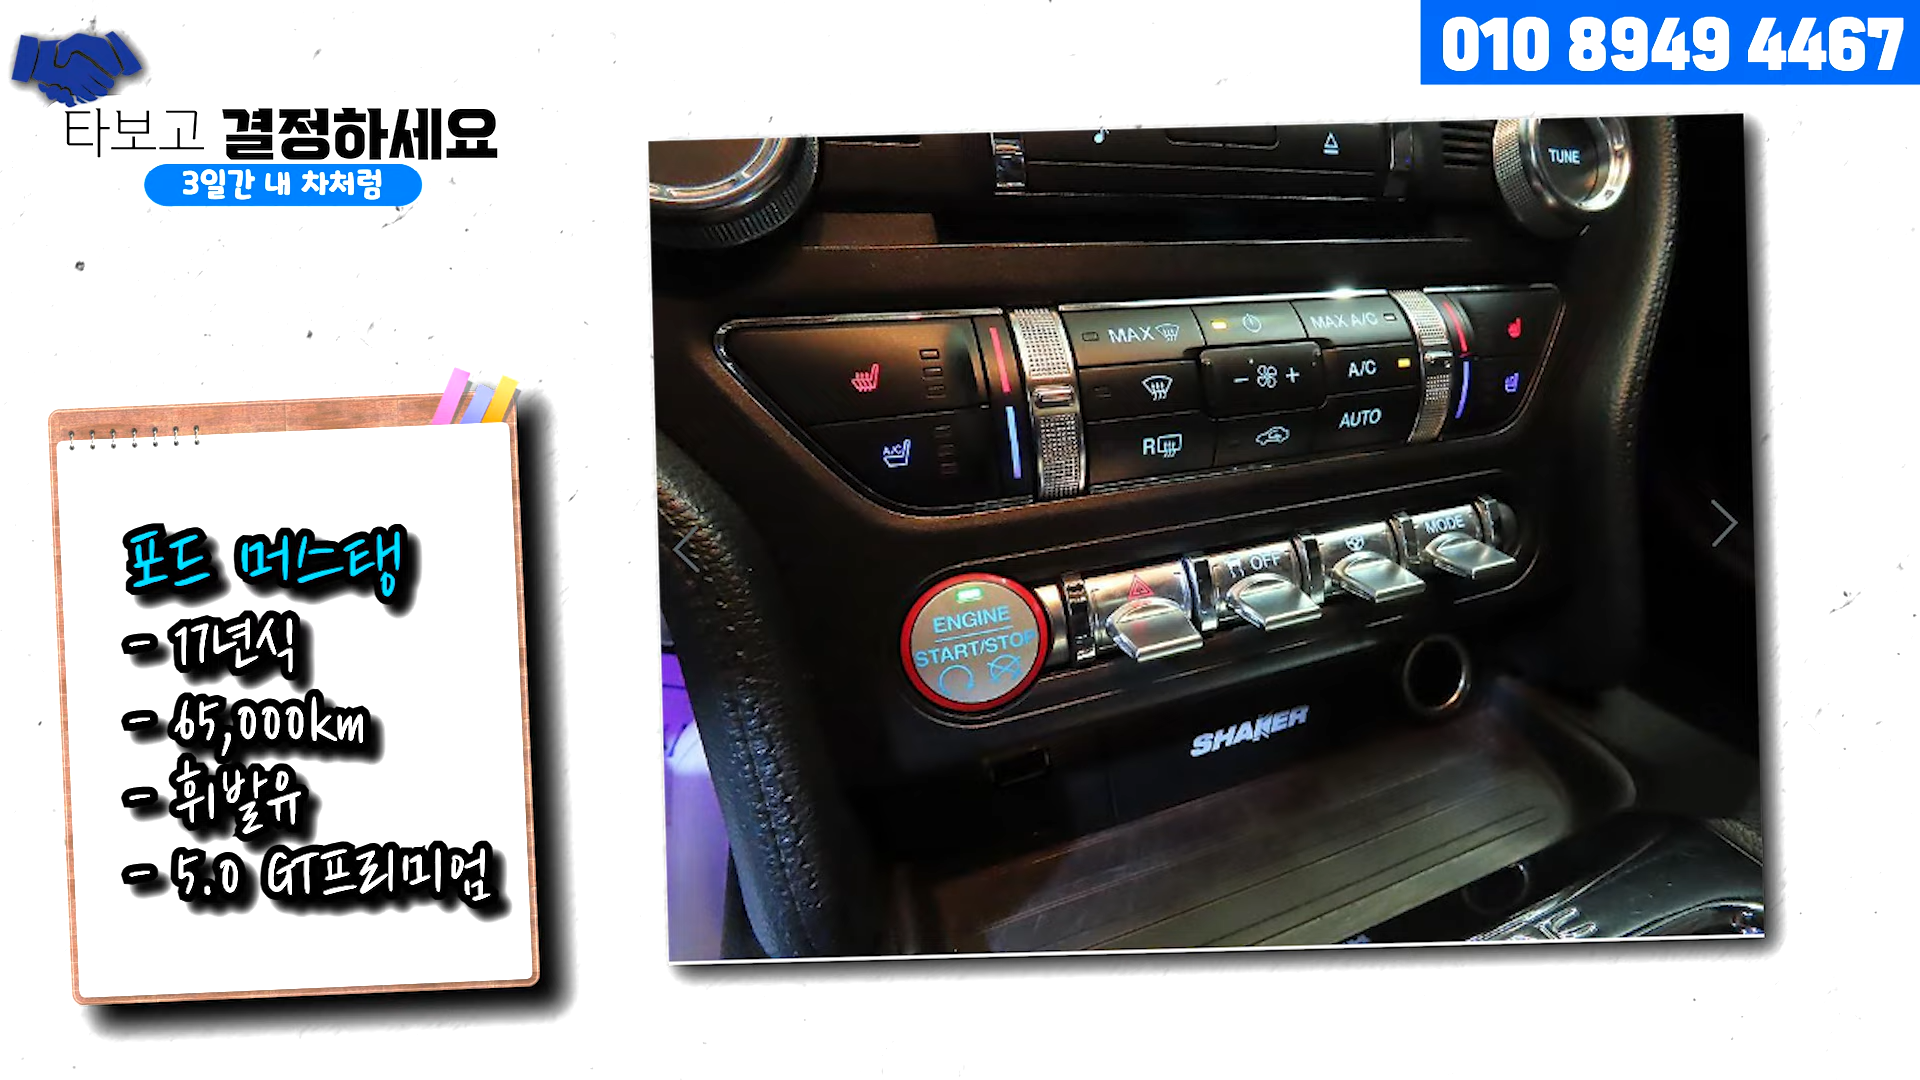 010 8949 4467
타보고 결정하세요
3일간 내 차처럼
포드 머스탱
- 17년식
- 65,000km
- 휘발유
- 5.0 GT프리미엄
TUNE
MAX
MAX A/C
A/C
A/C
R
AUTO
OFF
MODE
ENGINE
START/STOP
SHAKER